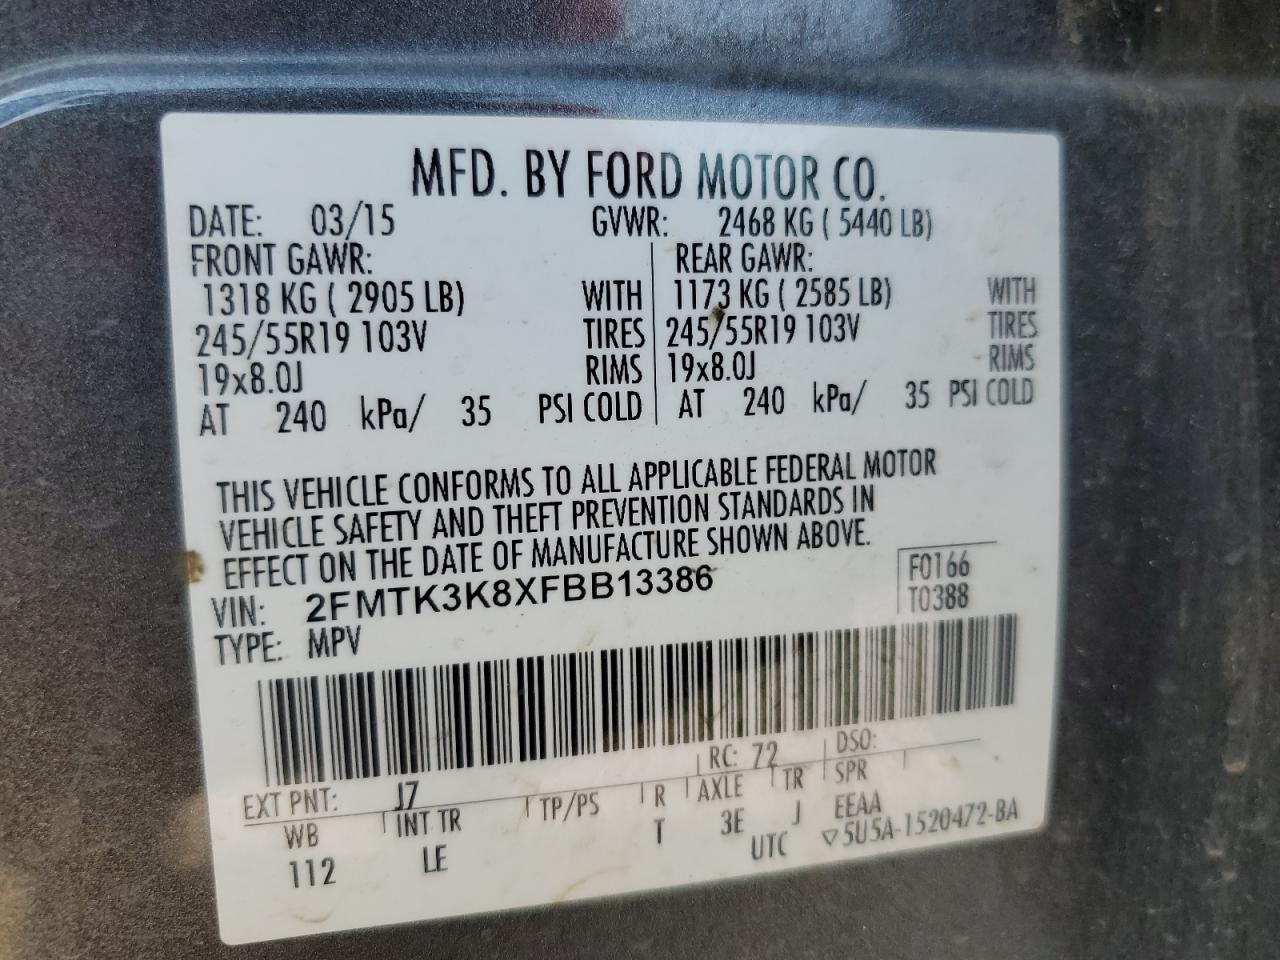 MFD. BY FORD MOTOR CO.
DATE: 03/15 GVWR: 2468 KG ( 5440 LB)
FRONT GAWR: REAR GAWR:
1318 KG ( 2905 LB) WITH 1173 KG ( 2585 LB) WITH
245/55R19 103V TIRES 245/55R19 103V TIRES
19x8.0J RIMS 19x8.0J RIMS
AT 240 kPa/ 35 PSI COLD AT 240 kPa/ 35 PSI COLD
THIS VEHICLE CONFORMS TO ALL APPLICABLE FEDERAL MOTOR
VEHICLE SAFETY AND THEFT PREVENTION STANDARDS IN
EFFECT ON THE DATE OF MANUFACTURE SHOWN ABOVE.
VIN: 2FMTK3K8XFBB13386 F0166
TYPE: MPV T0388
EXT PNT: J7 RC: 72 DSO:
WB INT TR TP/PS R AXLE TR SPR
112 LE T 3E J EEAA
UTC ▽5U5A-1520472-BA